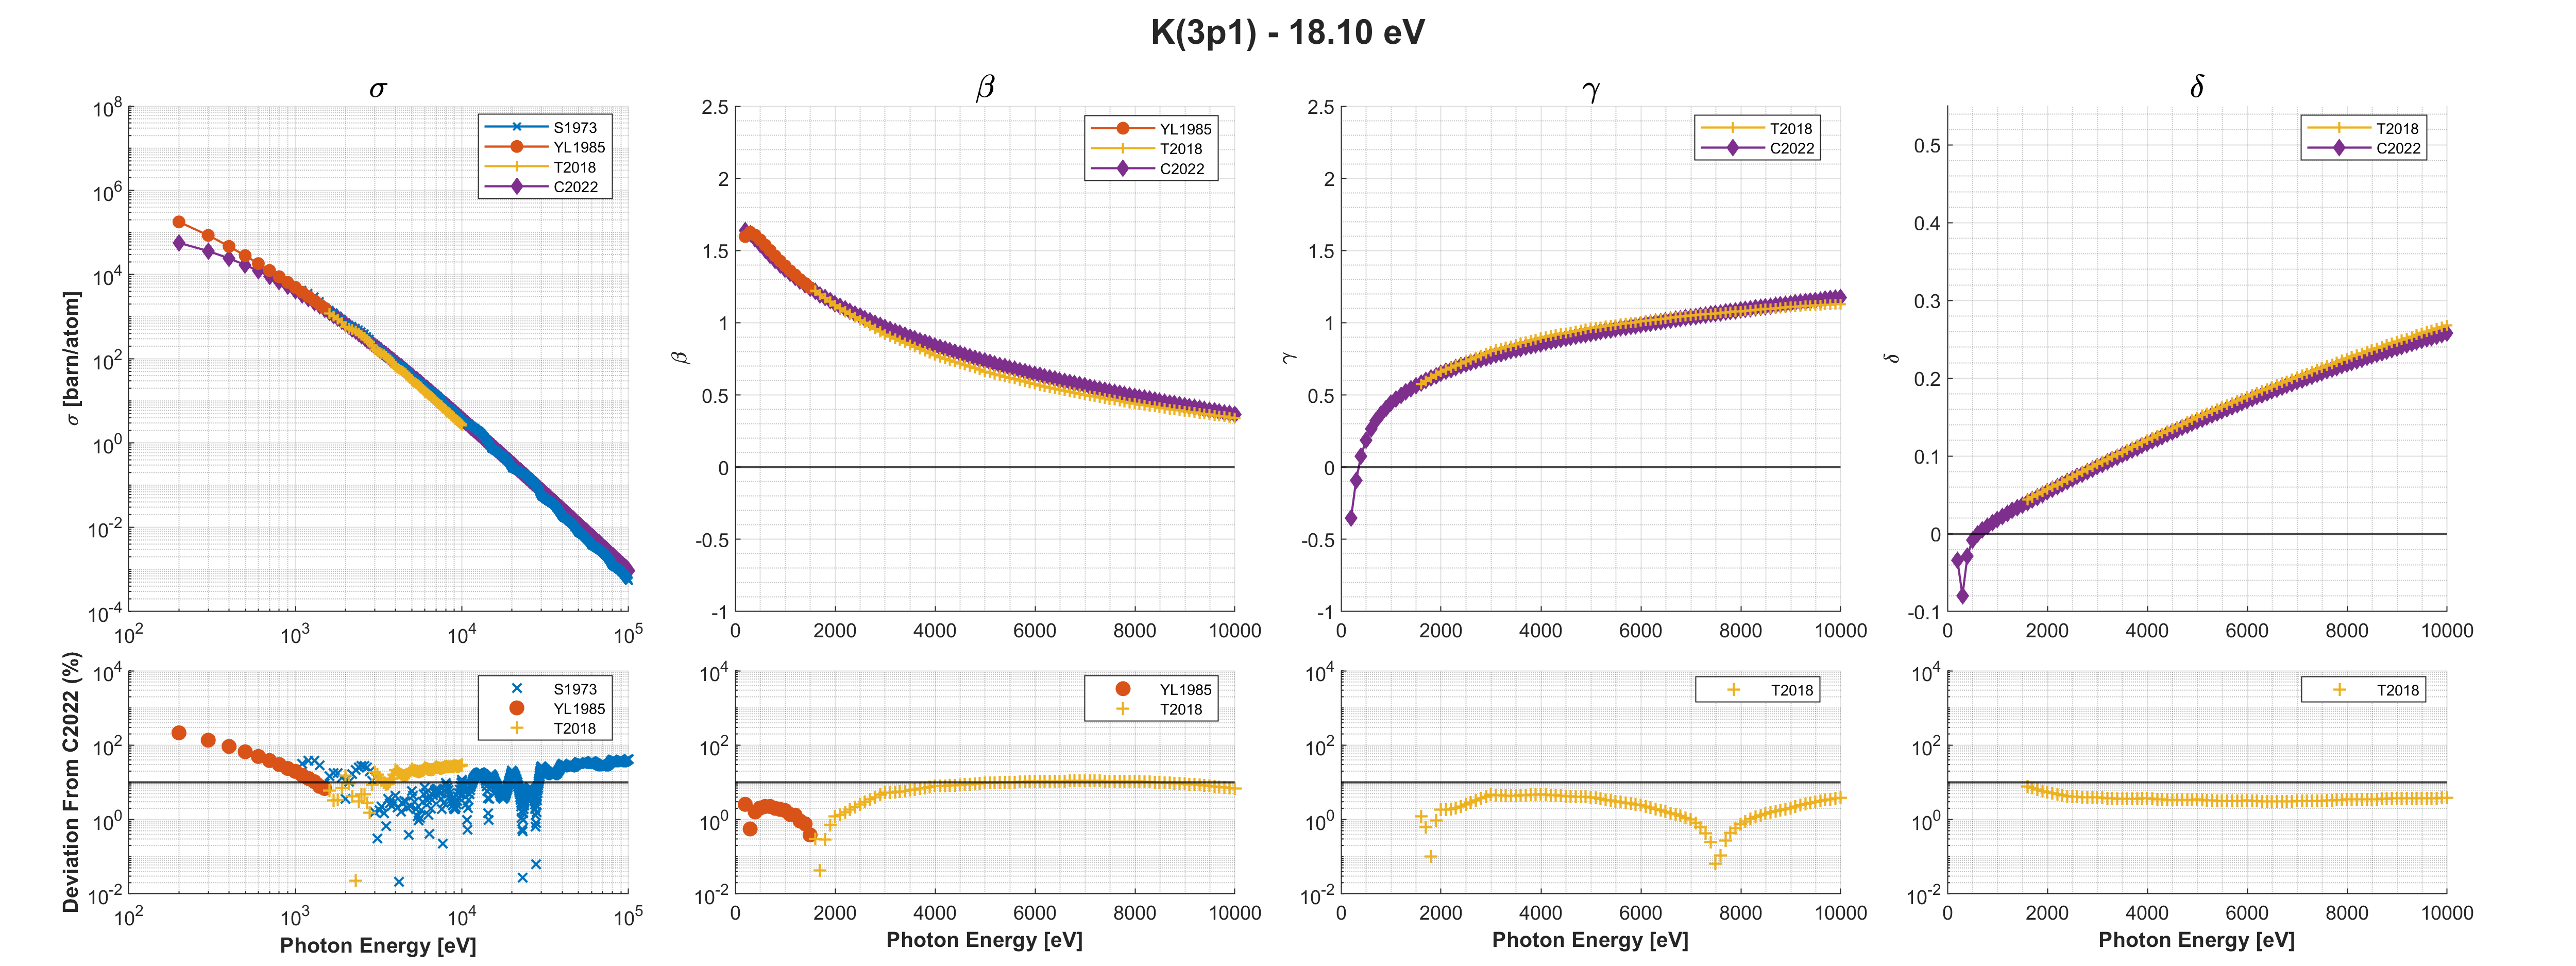 K(3p1) - 18.10 eV
σ
10^8
10^6
10^4
10^2
10^0
10^-2
10^-4
10^2
10^3
10^4
10^5
σ [barn/atom]
S1973
YL1985
T2018
C2022
β
2.5
2
1.5
1
0.5
0
-0.5
-1
0
2000
4000
6000
8000
10000
β
YL1985
T2018
C2022
γ
2.5
2
1.5
1
0.5
0
-0.5
-1
0
2000
4000
6000
8000
10000
γ
T2018
C2022
δ
0.5
0.4
0.3
0.2
0.1
0
-0.1
0
2000
4000
6000
8000
10000
δ
T2018
C2022
Deviation From C2022 (%)
10^4
10^2
10^0
10^-2
10^2
10^3
10^4
10^5
Photon Energy [eV]
S1973
YL1985
T2018
10^4
10^2
10^0
10^-2
0
2000
4000
6000
8000
10000
Photon Energy [eV]
YL1985
T2018
10^4
10^2
10^0
10^-2
0
2000
4000
6000
8000
10000
Photon Energy [eV]
T2018
10^4
10^2
10^0
10^-2
0
2000
4000
6000
8000
10000
Photon Energy [eV]
T2018